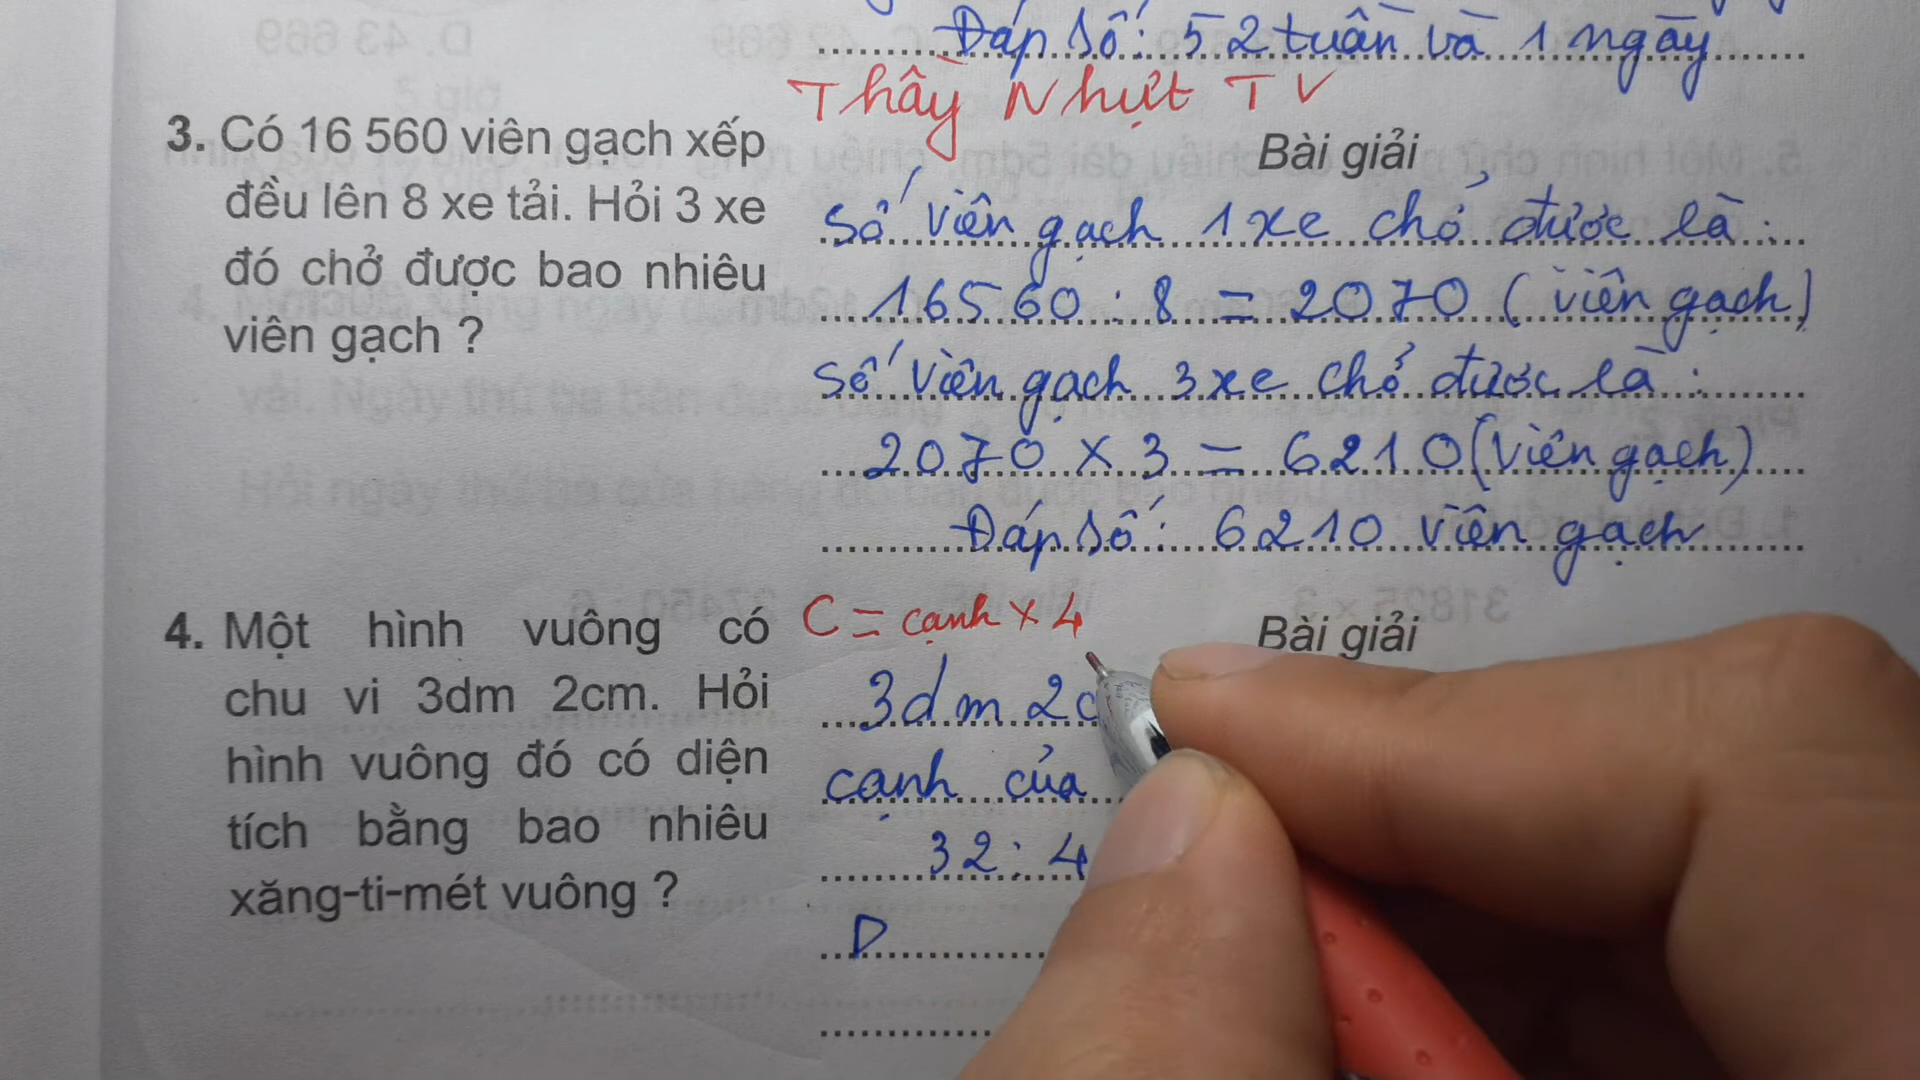 Đáp số: 52 tuần và 1 ngày
Thầy Nhựt TV
3. Có 16 560 viên gạch xếp
đều lên 8 xe tải. Hỏi 3 xe
đó chở được bao nhiêu
viên gạch ?
Bài giải
Số viên gạch 1 xe chở được là:
16560 : 8 = 2070 (viên gạch)
Số viên gạch 3 xe chở được là:
2070 x 3 = 6210 (viên gạch)
Đáp số: 6210 viên gạch
4. Một hình vuông có
chu vi 3dm 2cm. Hỏi
hình vuông đó có diện
tích bằng bao nhiêu
xăng-ti-mét vuông ?
C = cạnh x 4
Bài giải
3dm 2c
cạnh của
32 : 4
D